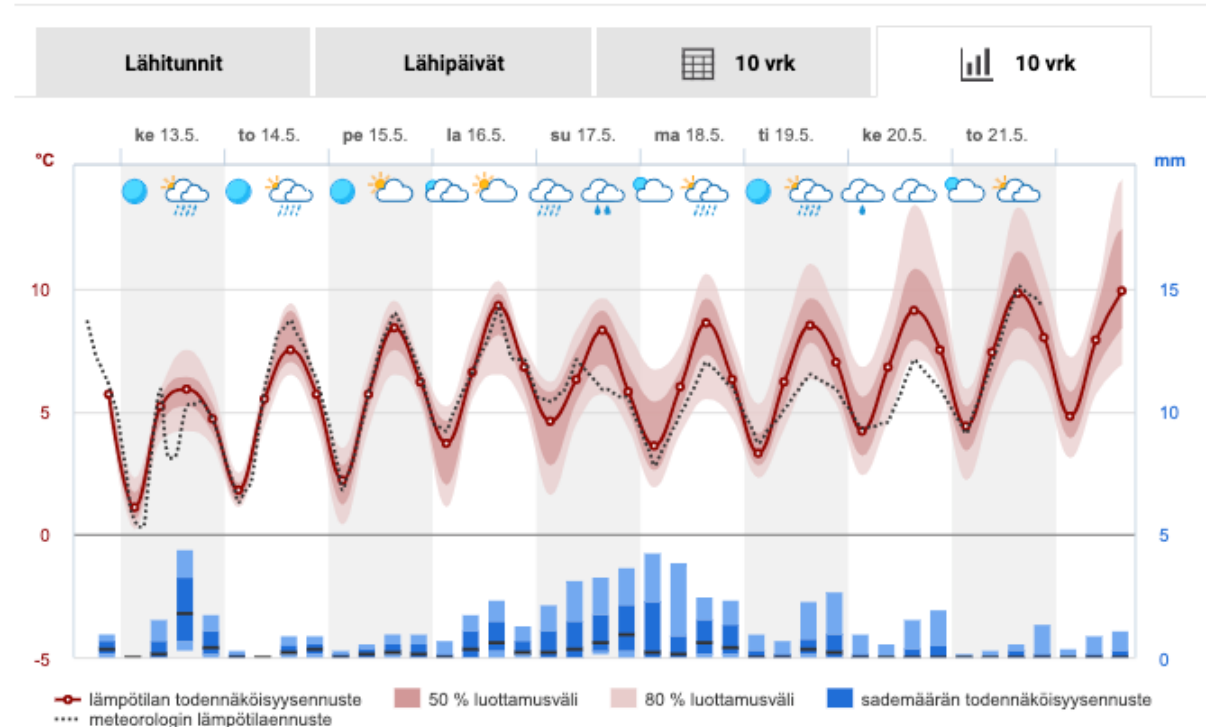 Lähitunnit Lähipäivät 10 vrk 10 vrk
ke 13.5. to 14.5. pe 15.5. la 16.5. su 17.5. ma 18.5. ti 19.5. ke 20.5. to 21.5.
°C mm
10 15
5 10
0 5
-5 0
lämpötilan todennäköisyysennuste 50 % luottamusväli 80 % luottamusväli sademäärän todennäköisyysennuste
meteorologin lämpötilaennuste